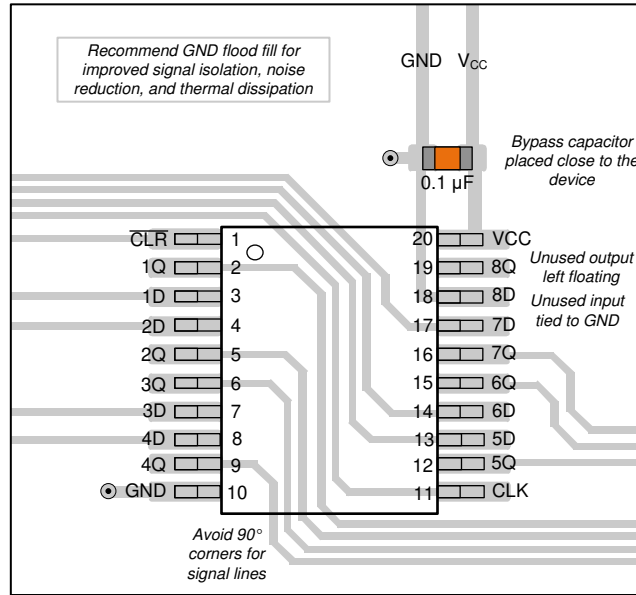 Recommend GND flood fill for
improved signal isolation, noise
reduction, and thermal dissipation
GND VCC
Bypass capacitor
placed close to the
device
0.1 µF
CLR 1 20 VCC
1Q 2 19 8Q
Unused output
left floating
1D 3 18 8D
Unused input
tied to GND
2D 4 17 7D
2Q 5 16 7Q
3Q 6 15 6Q
3D 7 14 6D
4D 8 13 5D
4Q 9 12 5Q
GND 10 11 CLK
Avoid 90°
corners for
signal lines